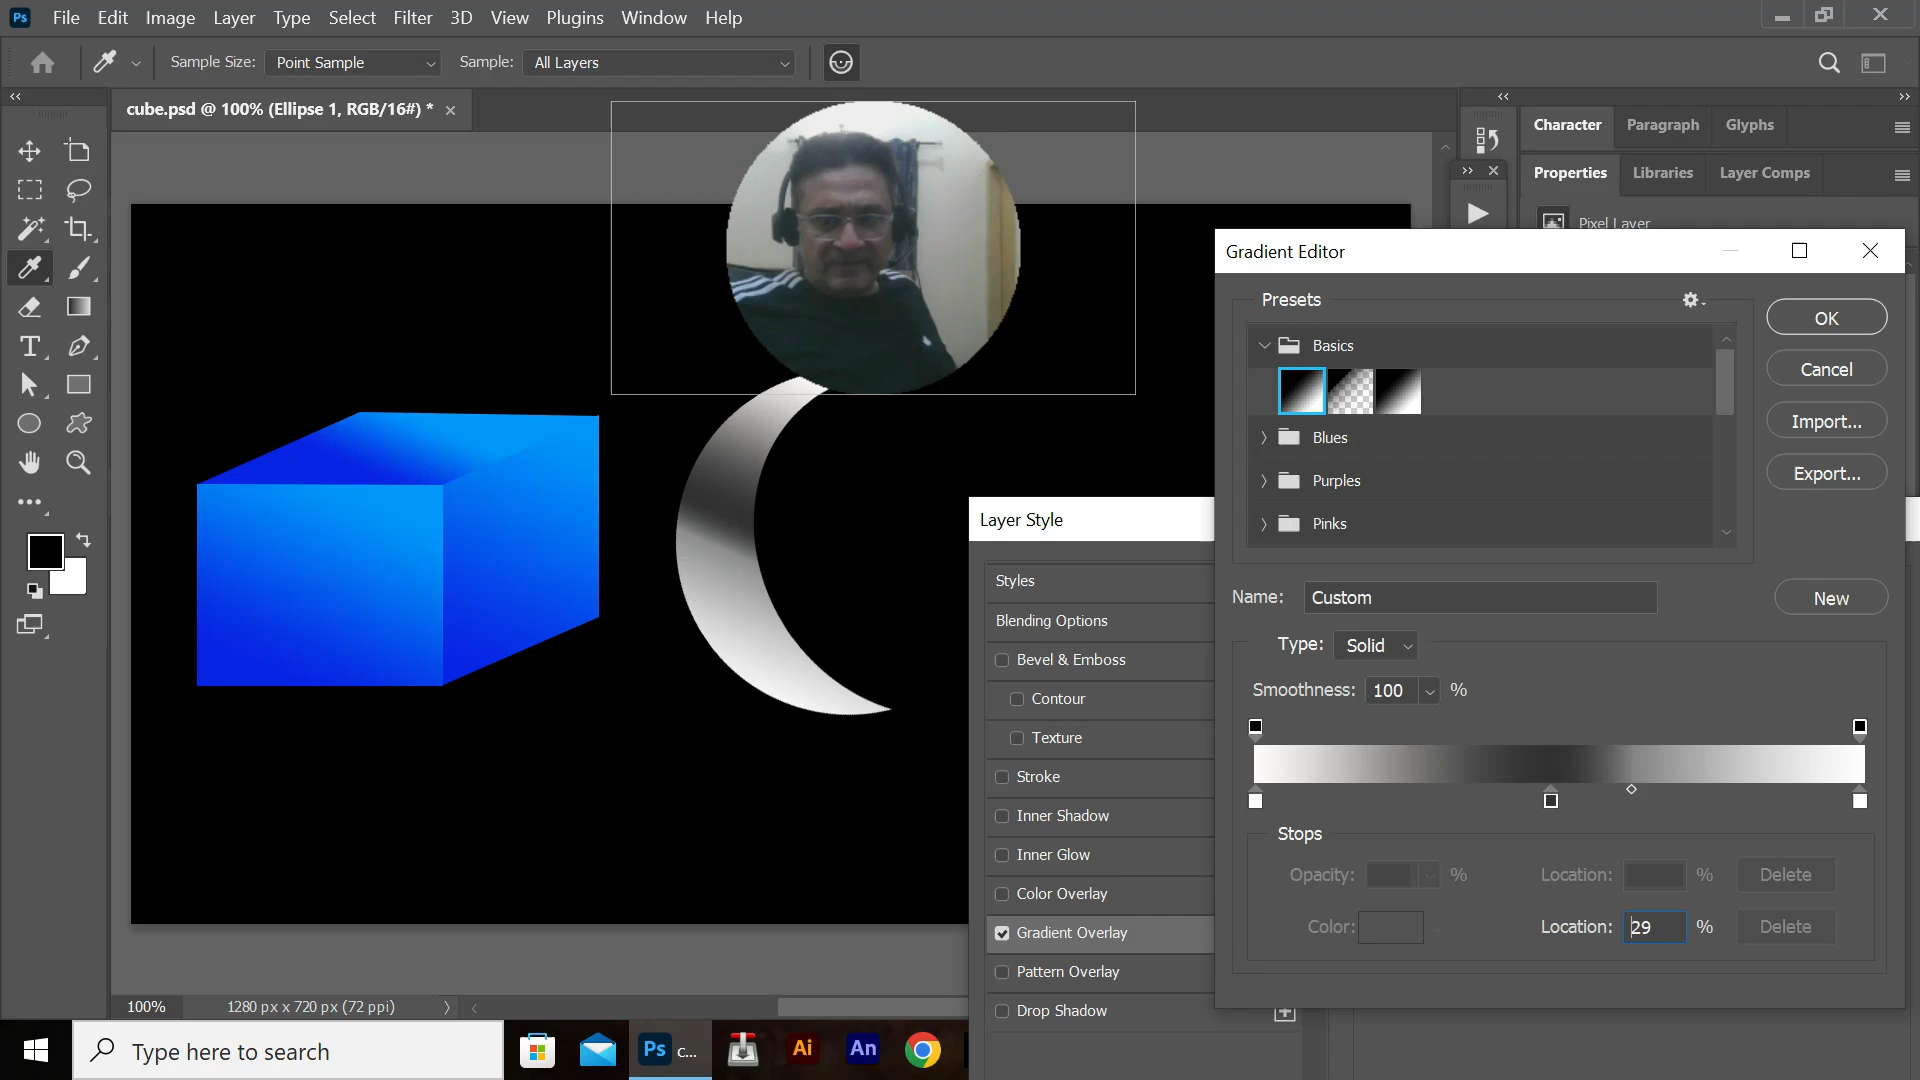 Ps File Edit Image Layer Type Select Filter 3D View Plugins Window Help
Sample Size: Point Sample Sample: All Layers
cube.psd @ 100% (Ellipse 1, RGB/16#) *
Character Paragraph Glyphs
Properties Libraries Layer Comps
Pixel Layer
Gradient Editor
Presets
Basics
Blues
Purples
Pinks
OK
Cancel
Import...
Export...
Name: Custom
New
Type: Solid
Smoothness: 100 %
Stops
Opacity: % Location: % Delete
Color: Location: 29 % Delete
Layer Style
Styles
Blending Options
Bevel & Emboss
Contour
Texture
Stroke
Inner Shadow
Inner Glow
Color Overlay
Gradient Overlay
Pattern Overlay
Drop Shadow
100% 1280 px x 720 px (72 ppi)
Type here to search
Ps C... Ai An